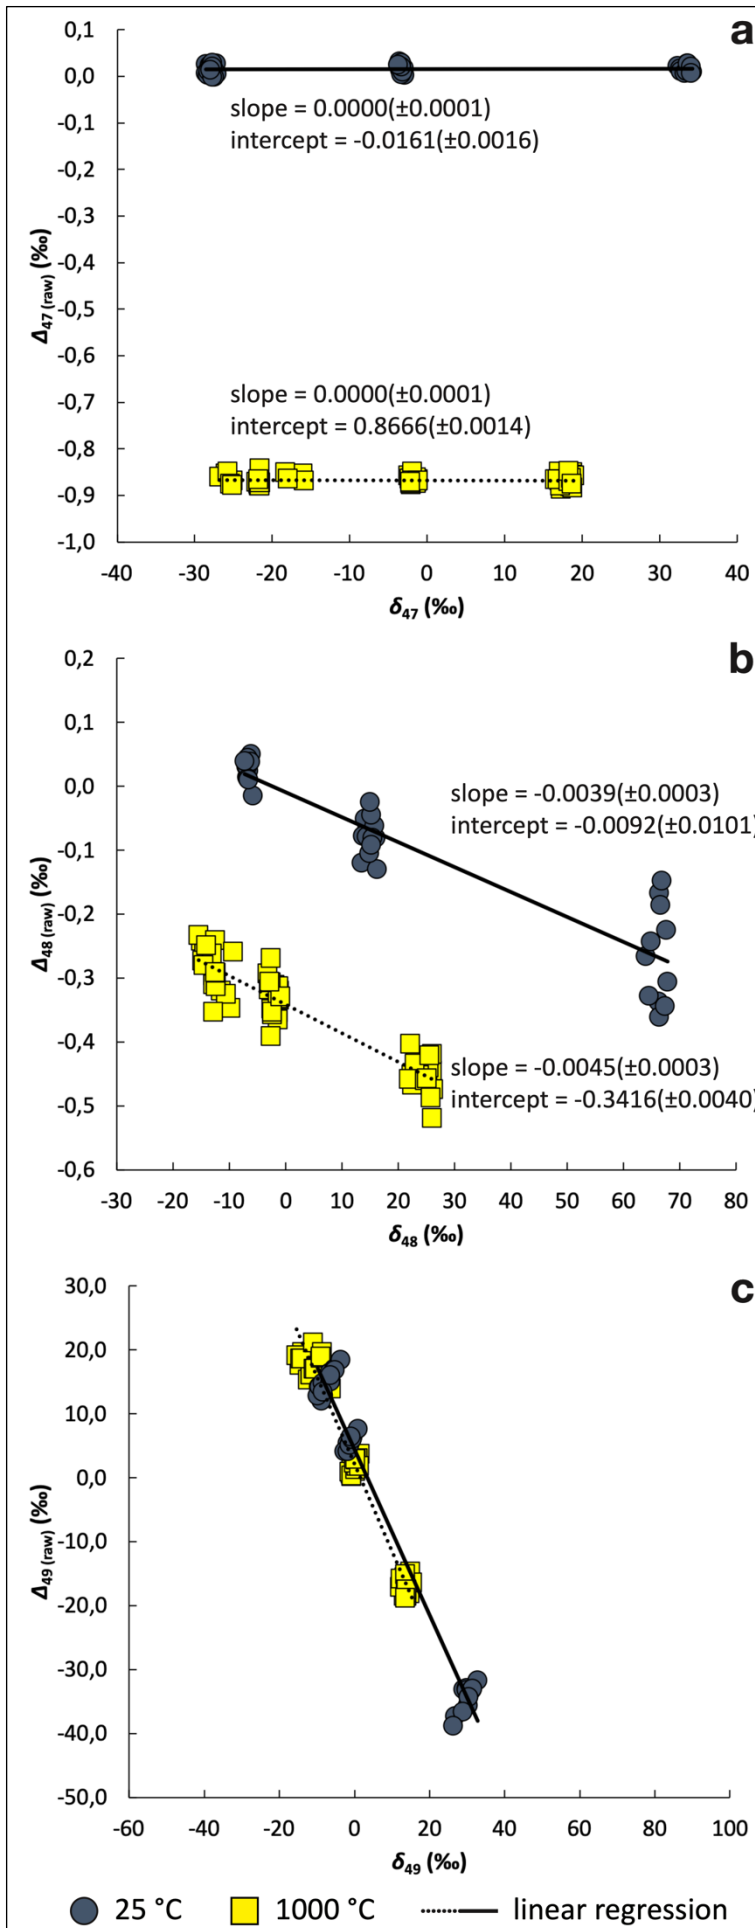 a
0,1
0,0
-0,1
-0,2
-0,3
-0,4
-0,5
-0,6
-0,7
-0,8
-0,9
-1,0
Δ47 (raw) (‰)
slope = 0.0000(±0.0001)
intercept = -0.0161(±0.0016)
slope = 0.0000(±0.0001)
intercept = 0.8666(±0.0014)
-40 -30 -20 -10 0 10 20 30 40
δ47 (‰)
b
0,2
0,1
0,0
-0,1
-0,2
-0,3
-0,4
-0,5
-0,6
Δ48 (raw) (‰)
slope = -0.0039(±0.0003)
intercept = -0.0092(±0.0101)
slope = -0.0045(±0.0003)
intercept = -0.3416(±0.0040)
-30 -20 -10 0 10 20 30 40 50 60 70 80
δ48 (‰)
c
30,0
20,0
10,0
0,0
-10,0
-20,0
-30,0
-40,0
-50,0
Δ49 (raw) (‰)
-60 -40 -20 0 20 40 60 80 100
δ49 (‰)
25 °C 1000 °C linear regression